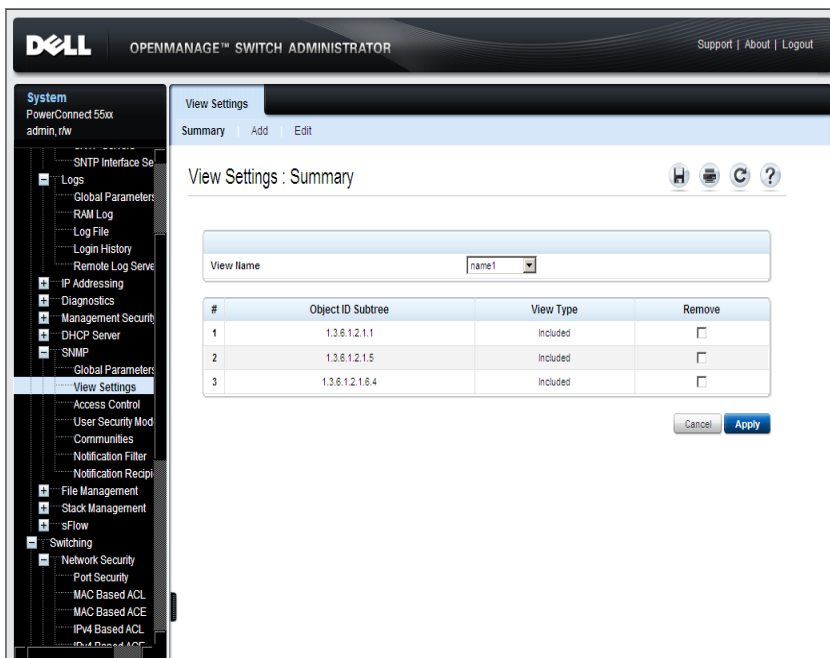 DELL
OPENMANAGE™ SWITCH ADMINISTRATOR
Support | About | Logout
System
PowerConnect 55xx
admin, r/w
SNTP Interface Se
Logs
Global Parameters
RAM Log
Log File
Login History
Remote Log Serve
IP Addressing
Diagnostics
Management Security
DHCP Server
SNMP
Global Parameters
View Settings
Access Control
User Security Mod
Communities
Notification Filter
Notification Recipi
File Management
Stack Management
sFlow
Switching
Network Security
Port Security
MAC Based ACL
MAC Based ACE
IPv4 Based ACL
View Settings
Summary | Add | Edit
View Settings : Summary
View Name name1
# Object ID Subtree View Type Remove
1 1.3.6.1.2.1.1 Included
2 1.3.6.1.2.1.5 Included
3 1.3.6.1.2.1.6.4 Included
Cancel Apply